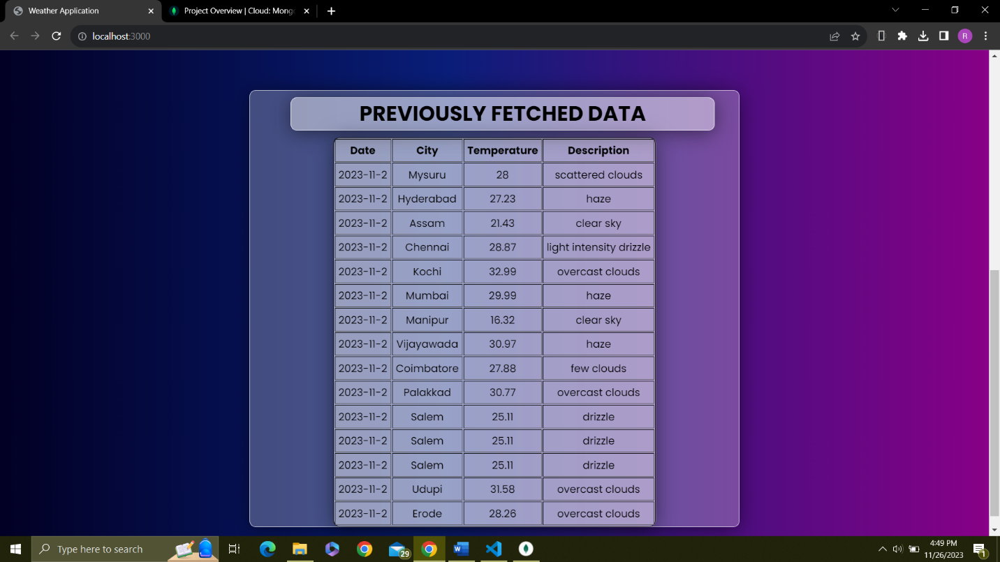 Weather Application
Project Overview | Cloud: Mong
localhost:3000
R
PREVIOUSLY FETCHED DATA
Date City Temperature Description
2023-11-2 Mysuru 28 scattered clouds
2023-11-2 Hyderabad 27.23 haze
2023-11-2 Assam 21.43 clear sky
2023-11-2 Chennai 28.87 light intensity drizzle
2023-11-2 Kochi 32.99 overcast clouds
2023-11-2 Mumbai 29.99 haze
2023-11-2 Manipur 16.32 clear sky
2023-11-2 Vijayawada 30.97 haze
2023-11-2 Coimbatore 27.88 few clouds
2023-11-2 Palakkad 30.77 overcast clouds
2023-11-2 Salem 25.11 drizzle
2023-11-2 Salem 25.11 drizzle
2023-11-2 Salem 25.11 drizzle
2023-11-2 Udupi 31.58 overcast clouds
2023-11-2 Erode 28.26 overcast clouds
Type here to search
29
W
4:49 PM
11/26/2023
1